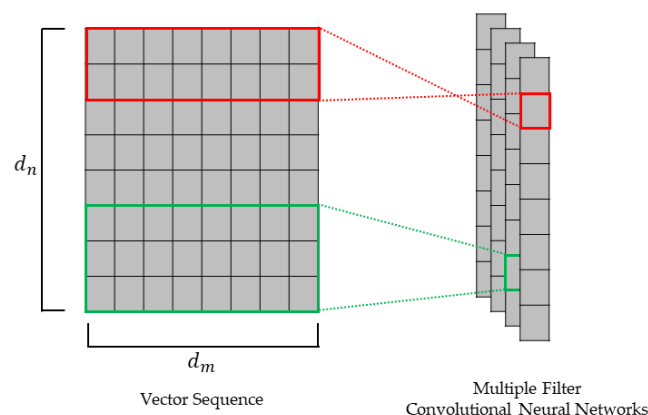 d_n
d_m
Vector Sequence
Multiple Filter
Convolutional Neural Networks